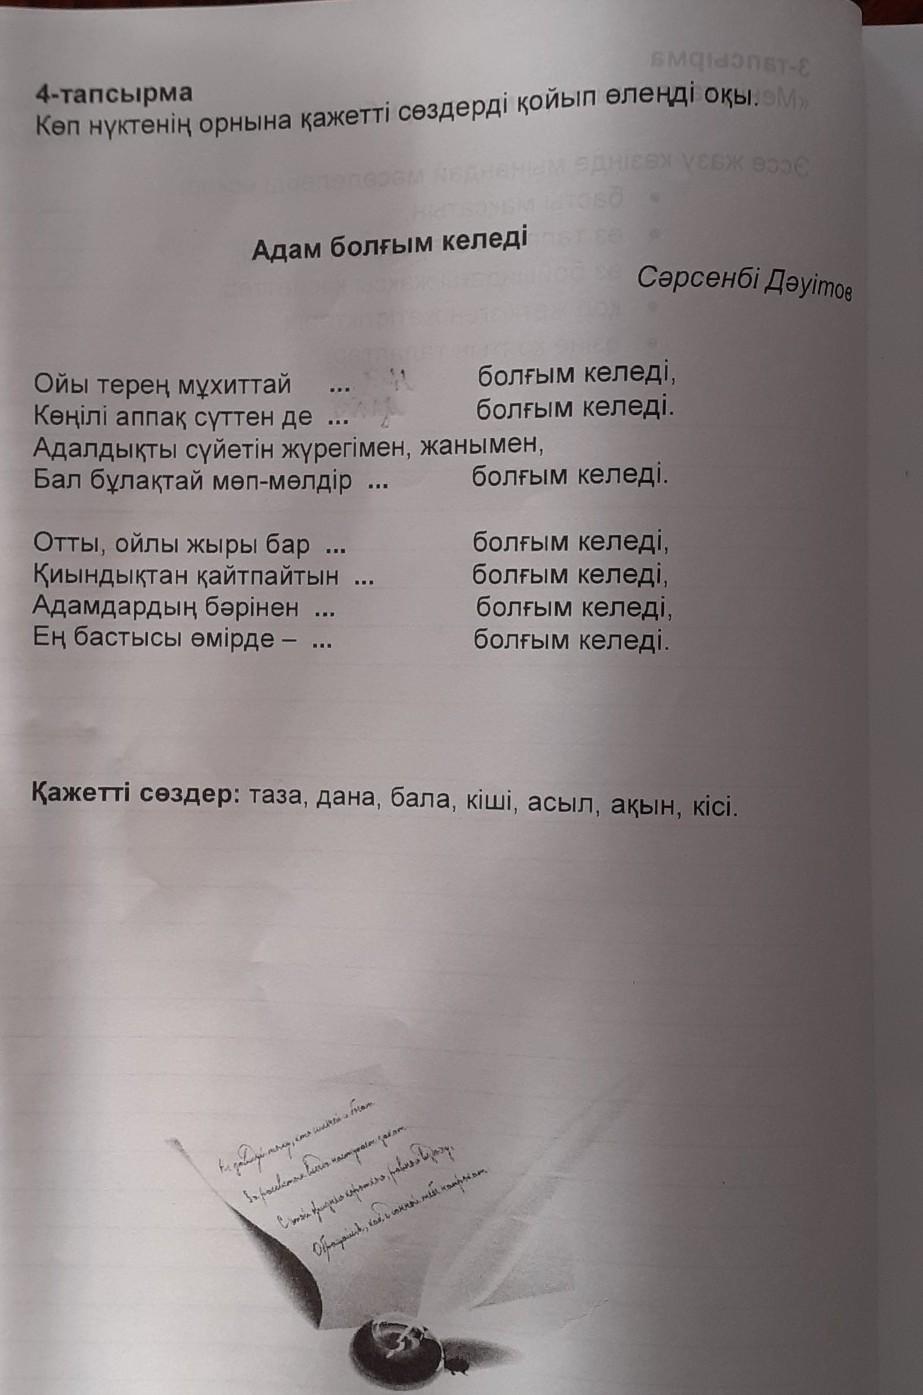 4-тапсырма
Көп нүктенің орнына қажетті сөздерді қойып өлеңді оқы.
Адам болғым келеді
Сәрсенбі Дәуітов
Ойы терең мұхиттай ... болғым келеді,
Көңілі аппақ сүттен де ... болғым келеді.
Адалдықты сүйетін жүрегімен, жанымен,
Бал бұлақтай мөп-мөлдір ... болғым келеді.
Отты, ойлы жыры бар ... болғым келеді,
Қиындықтан қайтпайтын ... болғым келеді,
Адамдардың бәрінен ... болғым келеді,
Ең бастысы өмірде – ... болғым келеді.
Қажетті сөздер: таза, дана, бала, кіші, асыл, ақын, кісі.